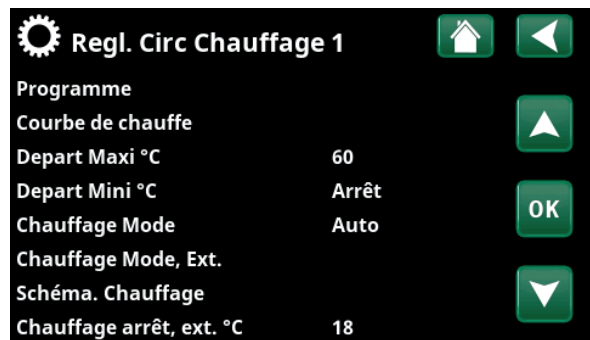 Regl. Circ Chauffage 1
Programme
Courbe de chauffe
Depart Maxi °C 60
Depart Mini °C Arrêt
Chauffage Mode Auto
OK
Chauffage Mode, Ext.
Schéma. Chauffage
Chauffage arrêt, ext. °C 18